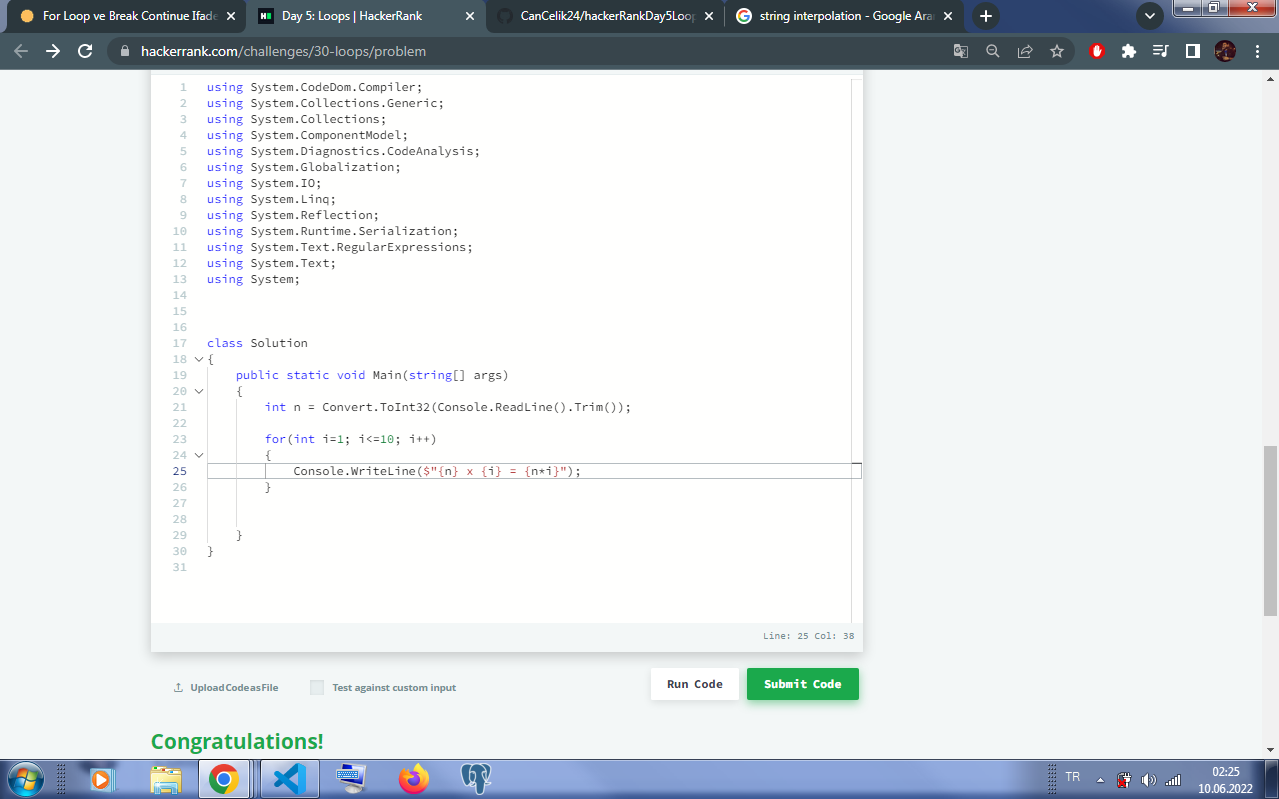 For Loop ve Break Continue Ifade
Day 5: Loops | HackerRank
CanCelik24/hackerRankDay5Loop
string interpolation - Google Aran
hackerrank.com/challenges/30-loops/problem
1 using System.CodeDom.Compiler;
2 using System.Collections.Generic;
3 using System.Collections;
4 using System.ComponentModel;
5 using System.Diagnostics.CodeAnalysis;
6 using System.Globalization;
7 using System.IO;
8 using System.Linq;
9 using System.Reflection;
10 using System.Runtime.Serialization;
11 using System.Text.RegularExpressions;
12 using System.Text;
13 using System;
14
15
16
17 class Solution
18 {
19 public static void Main(string[] args)
20 {
21 int n = Convert.ToInt32(Console.ReadLine().Trim());
22
23 for(int i=1; i<=10; i++)
24 {
25 Console.WriteLine($"{n} x {i} = {n*i}");
26 }
27
28
29 }
30 }
31
Line: 25 Col: 38
Upload Code as File
Test against custom input
Run Code
Submit Code
Congratulations!
TR
02:25
10.06.2022